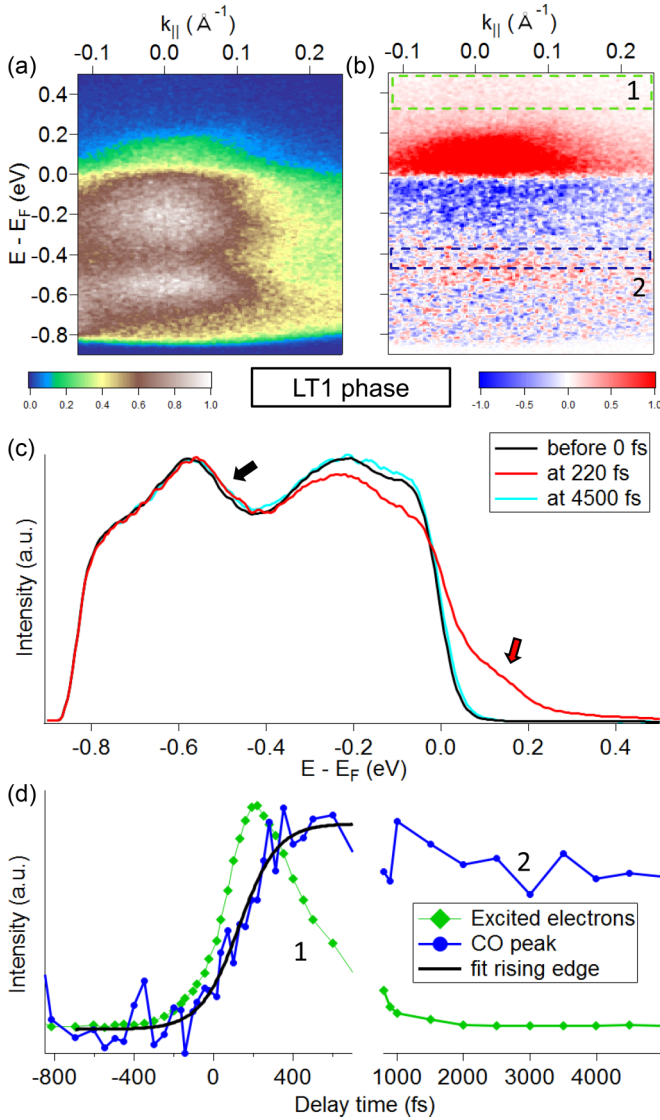 k|| (Å⁻¹) k|| (Å⁻¹)
-0.1 0.0 0.1 0.2 -0.1 0.0 0.1 0.2
(a) (b)
1
0.4
0.2
0.0
-0.2
-0.4
-0.6
-0.8
E - E_F (eV)
2
0.0 0.2 0.4 0.6 0.8 1.0 LT1 phase -1.0 -0.5 0.0 0.5 1.0
(c)
before 0 fs
at 220 fs
at 4500 fs
Intensity (a.u.)
-0.8 -0.6 -0.4 -0.2 0.0 0.2 0.4
E - E_F (eV)
(d)
2
1
Excited electrons
CO peak
fit rising edge
Intensity (a.u.)
-800 -400 0 400 1000 2000 3000 4000
Delay time (fs)